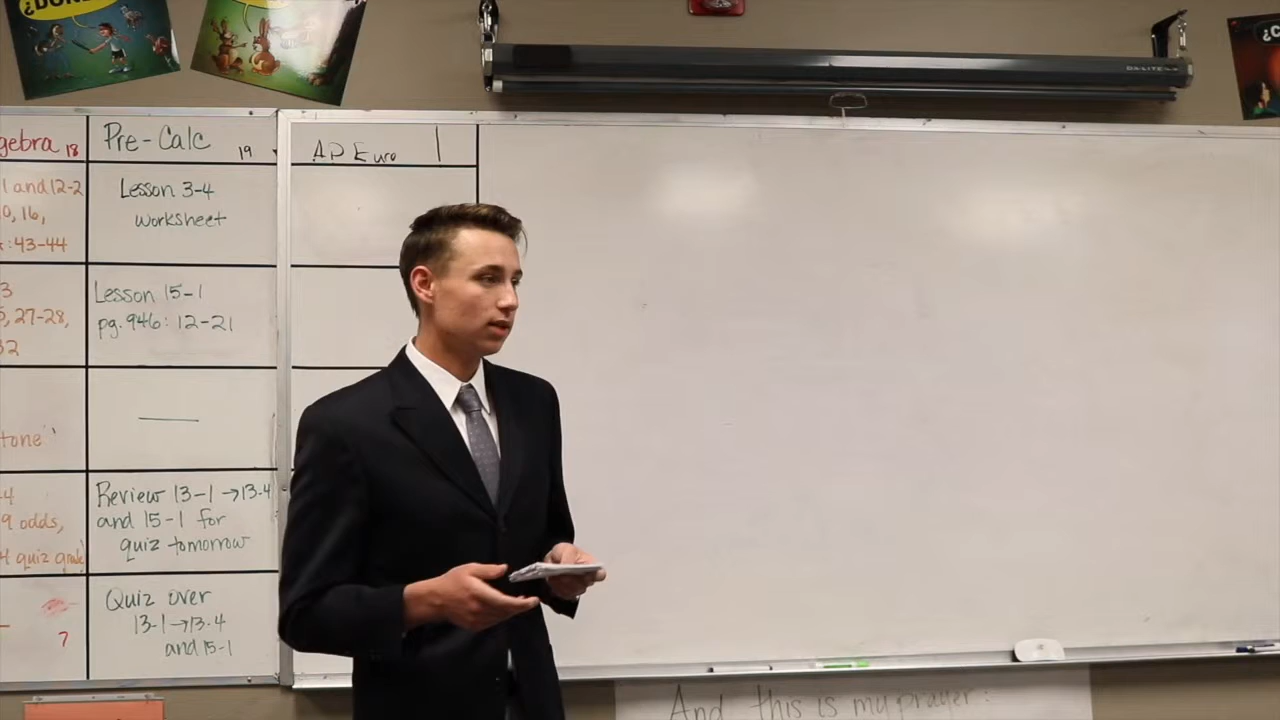 ¿DÓND
DA-LITE
¿C
gebra 18
1 and 12-2
0, 16,
: 43-44
3
5, 27-28,
32
tone"
-4
9 odds,
quiz grade
7
Pre-Calc 19
Lesson 3-4
worksheet
Lesson 15-1
pg. 946: 12-21
Review 13-1 → 13-4
and 15-1 for
quiz tomorrow
Quiz over
13-1 → 13-4
and 15-1
AP Euro 1
And this is my prayer: